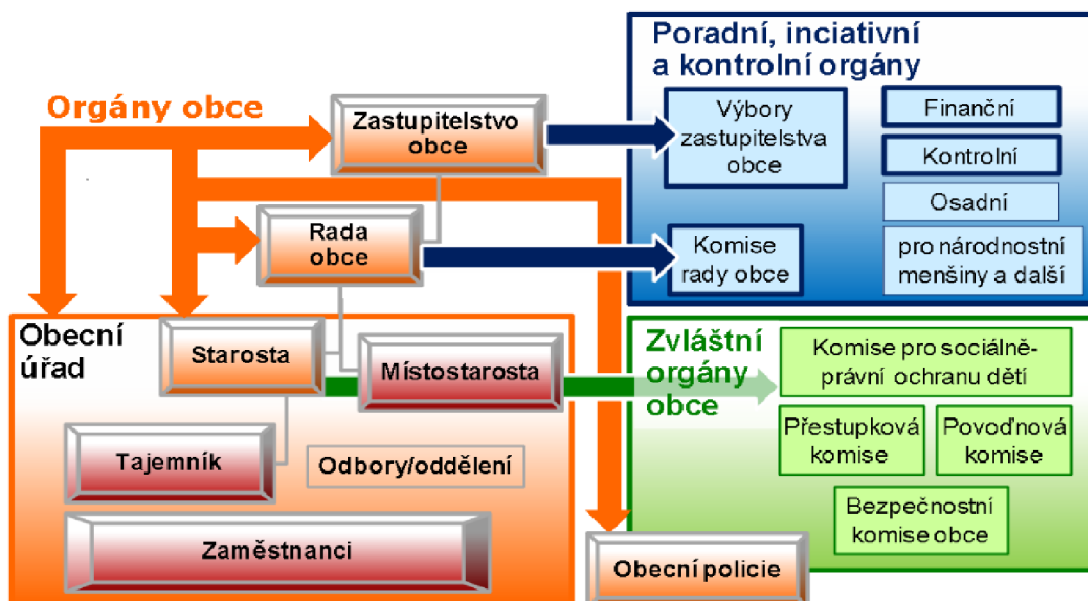 Orgány obce
Zastupitelstvo
obce
Rada
obce
Poradní, inciativní
a kontrolní orgány
Výbory
zastupitelstva
obce
Finanční
Kontrolní
Osadní
pro národnostní
menšiny a další
Komise
rady obce
Obecní
úřad
Starosta
Místostarosta
Tajemník
Odbory/oddělení
Zaměstnanci
Obecní policie
Zvláštní
orgány
obce
Komise pro sociálně-
právní ochranu dětí
Přestupková
komise
Povoďnová
komise
Bezpečnostní
komise obce